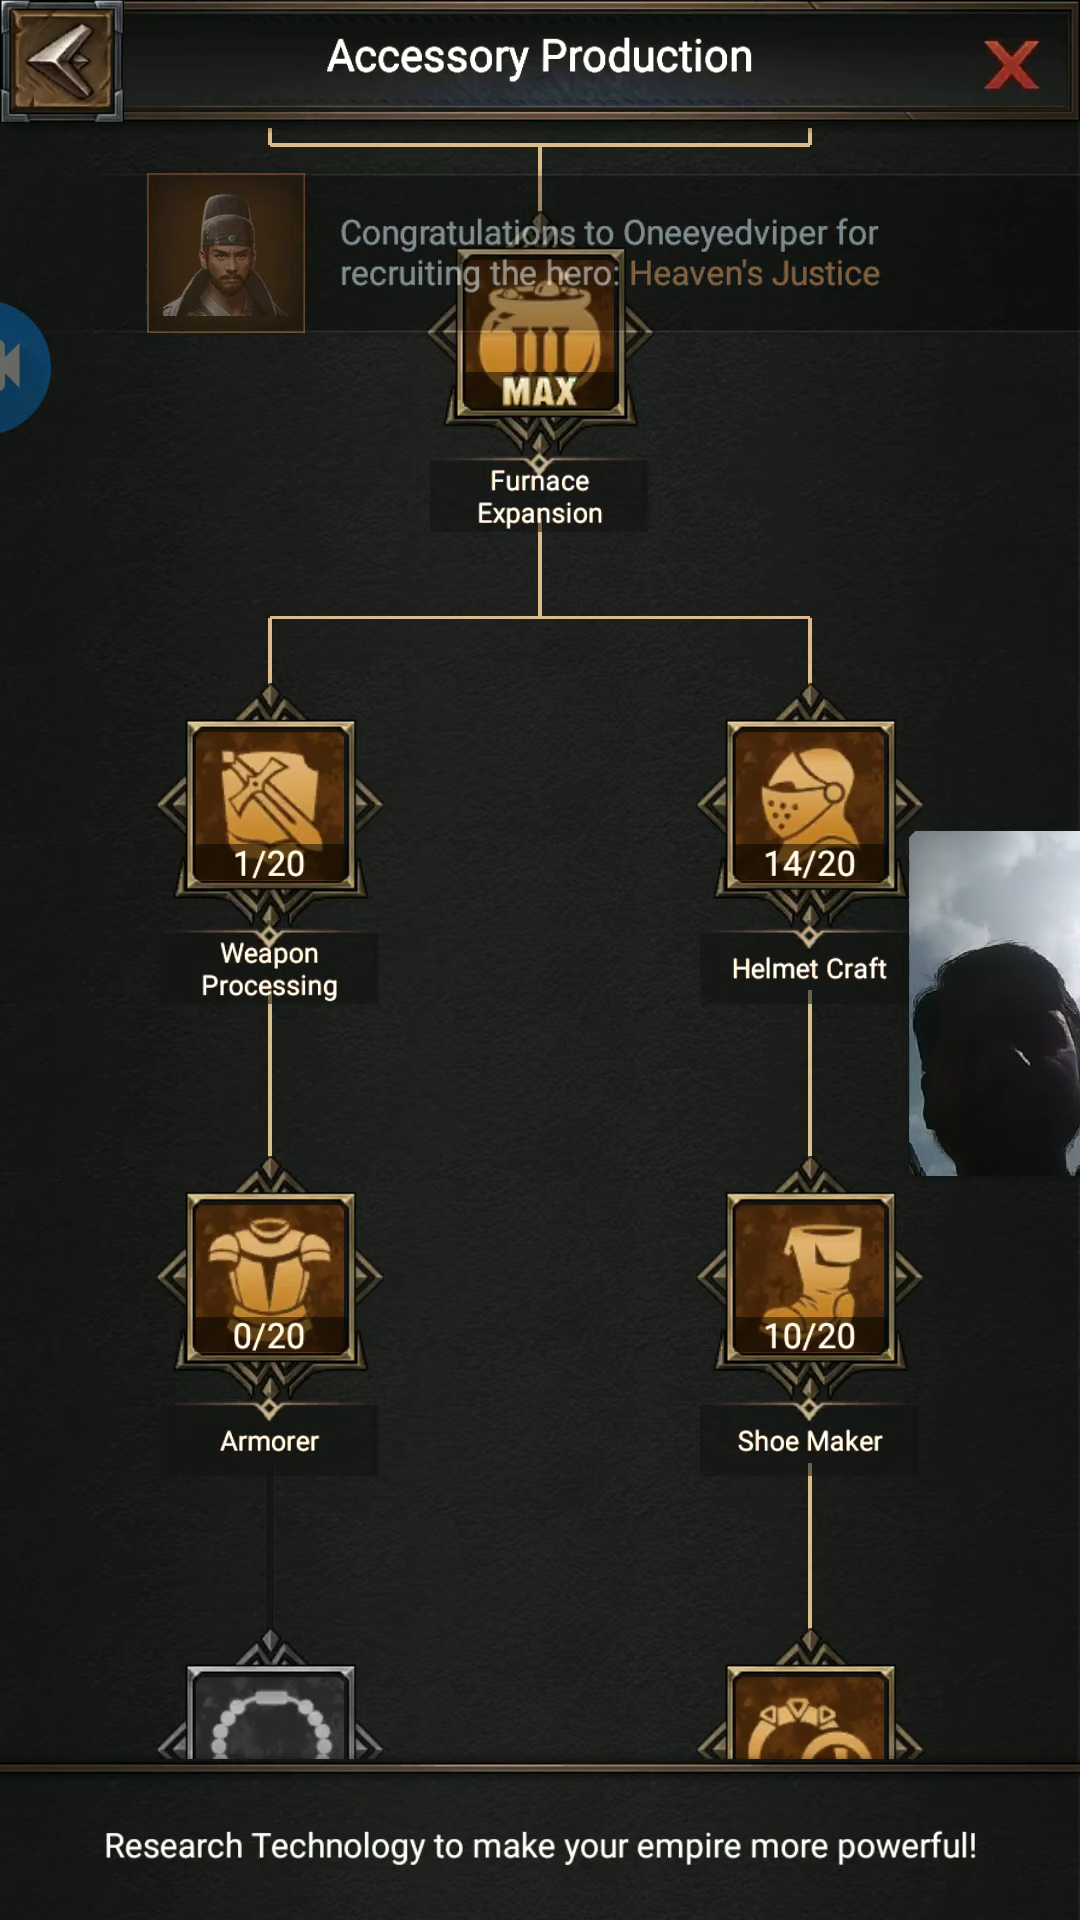 Accessory Production
Congratulations to Oneeyedviper for
recruiting the hero: Heaven's Justice
III
MAX
Furnace
Expansion
1/20
14/20
Weapon
Processing
Helmet Craft
0/20
10/20
Armorer
Shoe Maker
Research Technology to make your empire more powerful!